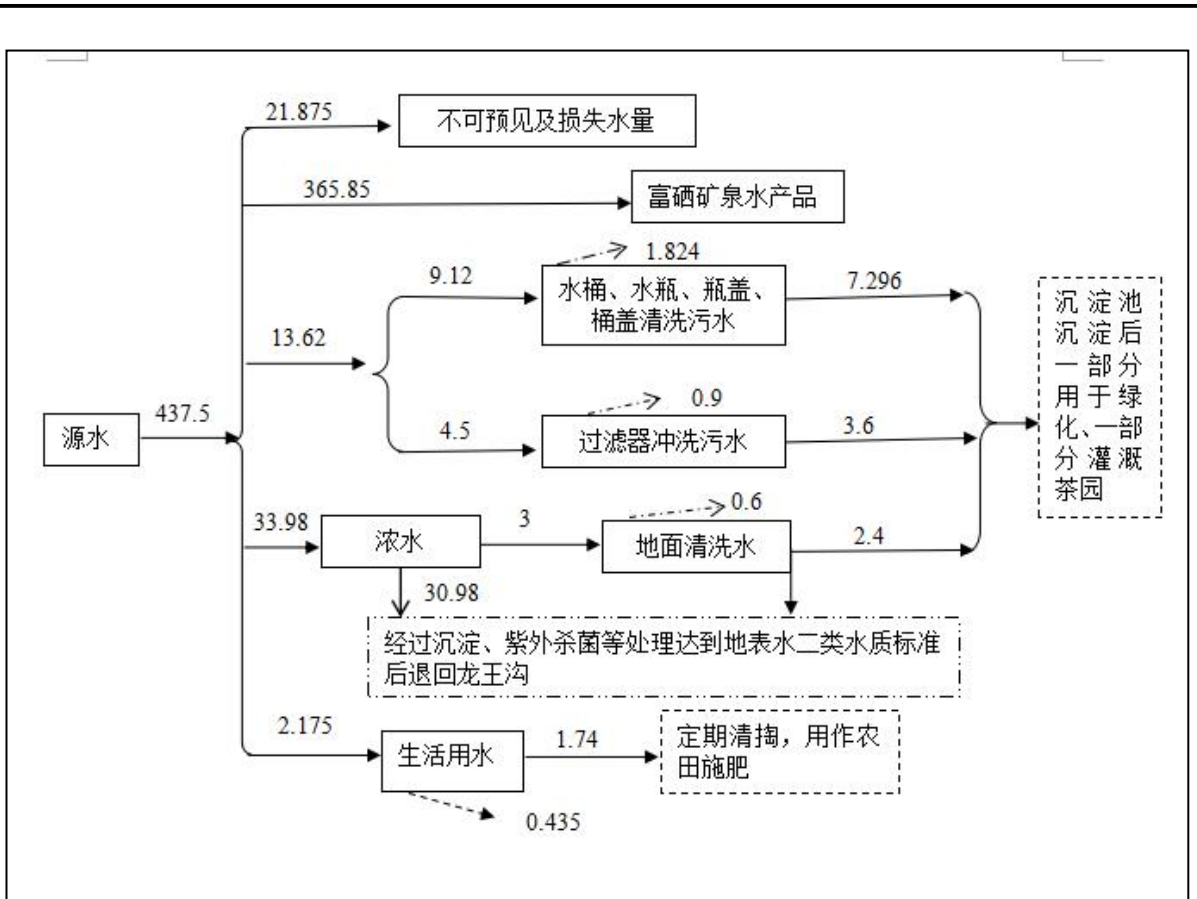 21.875
不可预见及损失水量
365.85
富硒矿泉水产品
1.824
9.12
水桶、水瓶、瓶盖、
桶盖清洗污水
7.296
13.62
0.9
4.5
过滤器冲洗污水
3.6
源水
437.5
沉淀池
沉淀后
一部分
用于绿
化、一部
分灌溉
茶园
33.98
浓水
3
0.6
地面清洗水
2.4
30.98
经过沉淀、紫外杀菌等处理达到地表水二类水质标准
后退回龙王沟
2.175
生活用水
1.74
定期清掏，用作农
田施肥
0.435